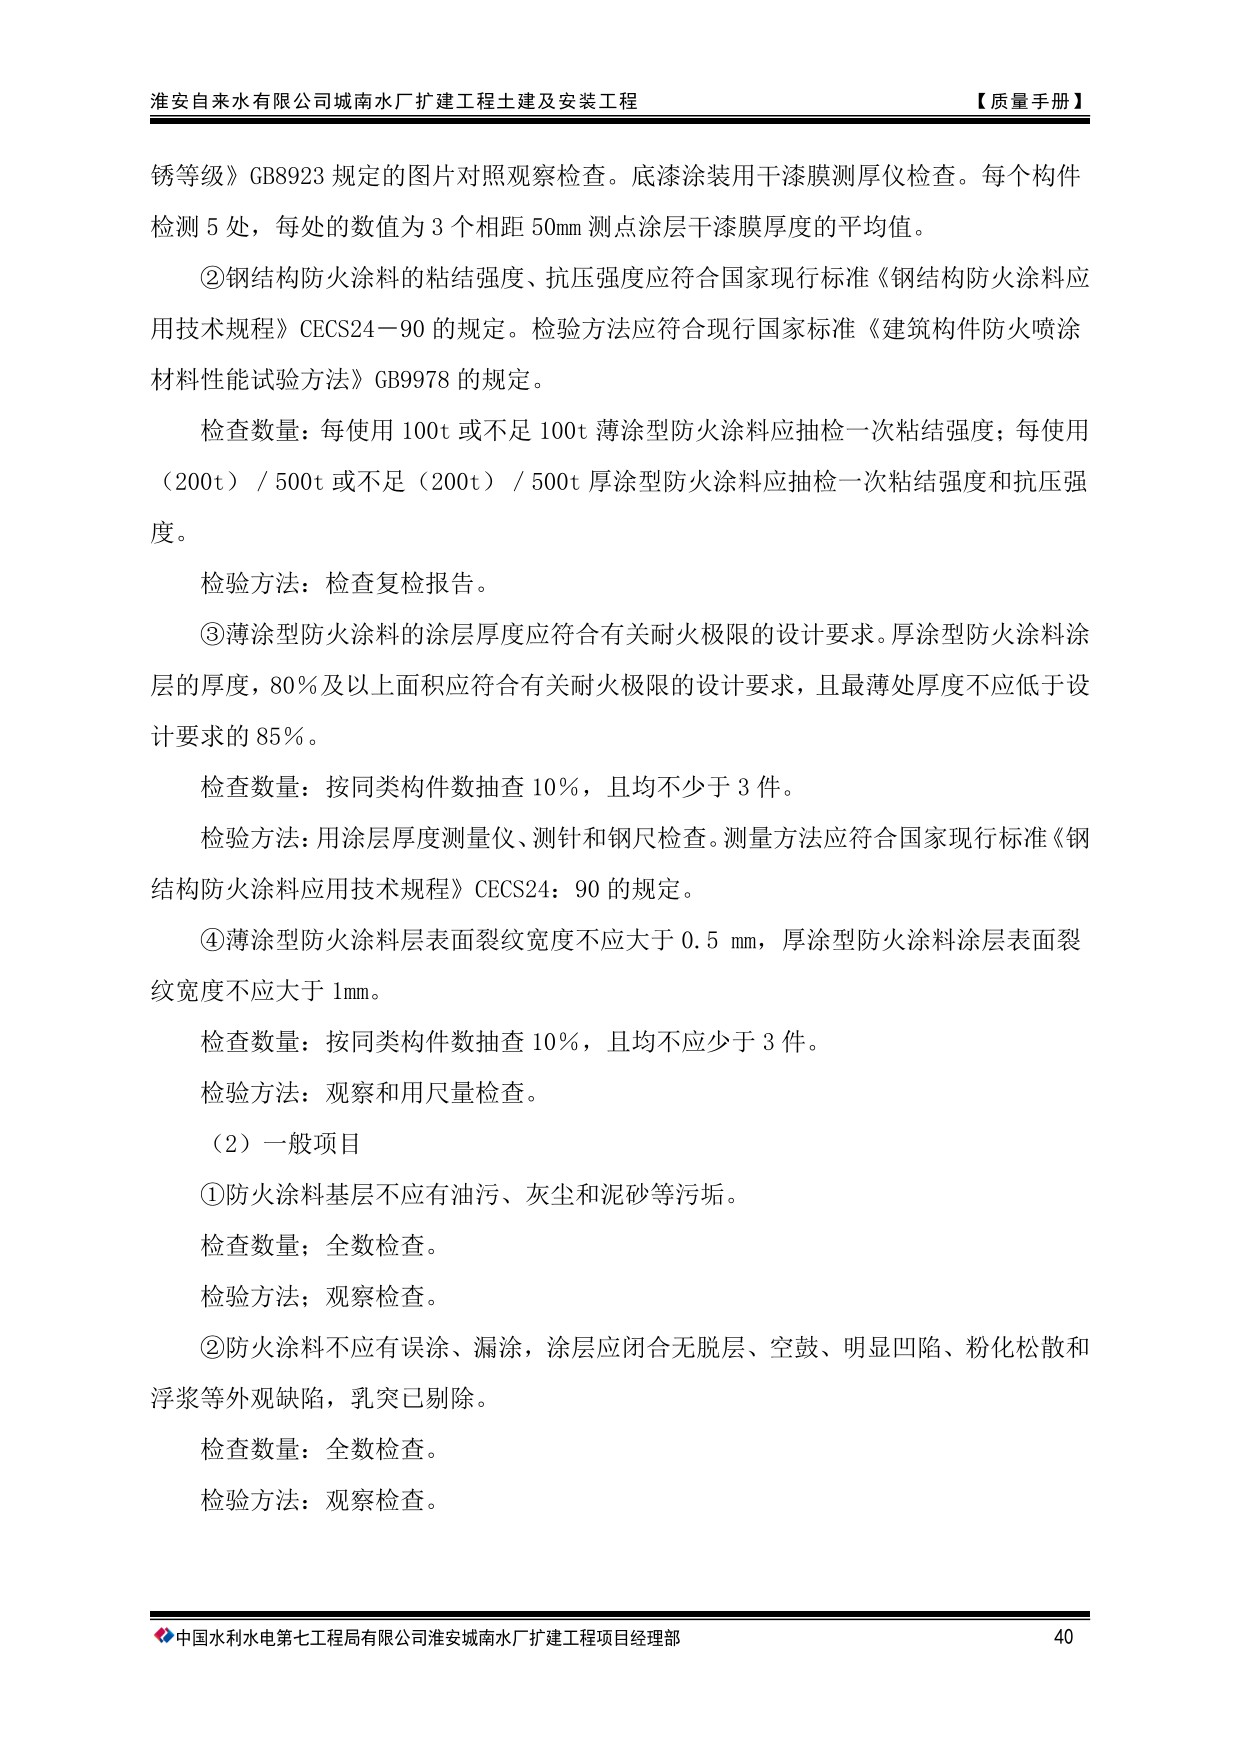 淮安自来水有限公司城南水厂扩建工程土建及安装工程 【质量手册】
锈等级》GB8923 规定的图片对照观察检查。底漆涂装用干漆膜测厚仪检查。每个构件
检测 5 处，每处的数值为 3 个相距 50mm 测点涂层干漆膜厚度的平均值。
②钢结构防火涂料的粘结强度、抗压强度应符合国家现行标准《钢结构防火涂料应
用技术规程》CECS24－90 的规定。检验方法应符合现行国家标准《建筑构件防火喷涂
材料性能试验方法》GB9978 的规定。
检查数量：每使用 100t 或不足 100t 薄涂型防火涂料应抽检一次粘结强度；每使用
（200t）/ 500t 或不足（200t）/ 500t 厚涂型防火涂料应抽检一次粘结强度和抗压强
度。
检验方法：检查复检报告。
③薄涂型防火涂料的涂层厚度应符合有关耐火极限的设计要求。厚涂型防火涂料涂
层的厚度，80％及以上面积应符合有关耐火极限的设计要求，且最薄处厚度不应低于设
计要求的 85％。
检查数量：按同类构件数抽查 10％，且均不少于 3 件。
检验方法：用涂层厚度测量仪、测针和钢尺检查。测量方法应符合国家现行标准《钢
结构防火涂料应用技术规程》CECS24：90 的规定。
④薄涂型防火涂料层表面裂纹宽度不应大于 0.5 mm，厚涂型防火涂料涂层表面裂
纹宽度不应大于 1mm。
检查数量：按同类构件数抽查 10％，且均不应少于 3 件。
检验方法：观察和用尺量检查。
（2）一般项目
①防火涂料基层不应有油污、灰尘和泥砂等污垢。
检查数量；全数检查。
检验方法；观察检查。
②防火涂料不应有误涂、漏涂，涂层应闭合无脱层、空鼓、明显凹陷、粉化松散和
浮浆等外观缺陷，乳突已剔除。
检查数量：全数检查。
检验方法：观察检查。
中国水利水电第七工程局有限公司淮安城南水厂扩建工程项目经理部 40